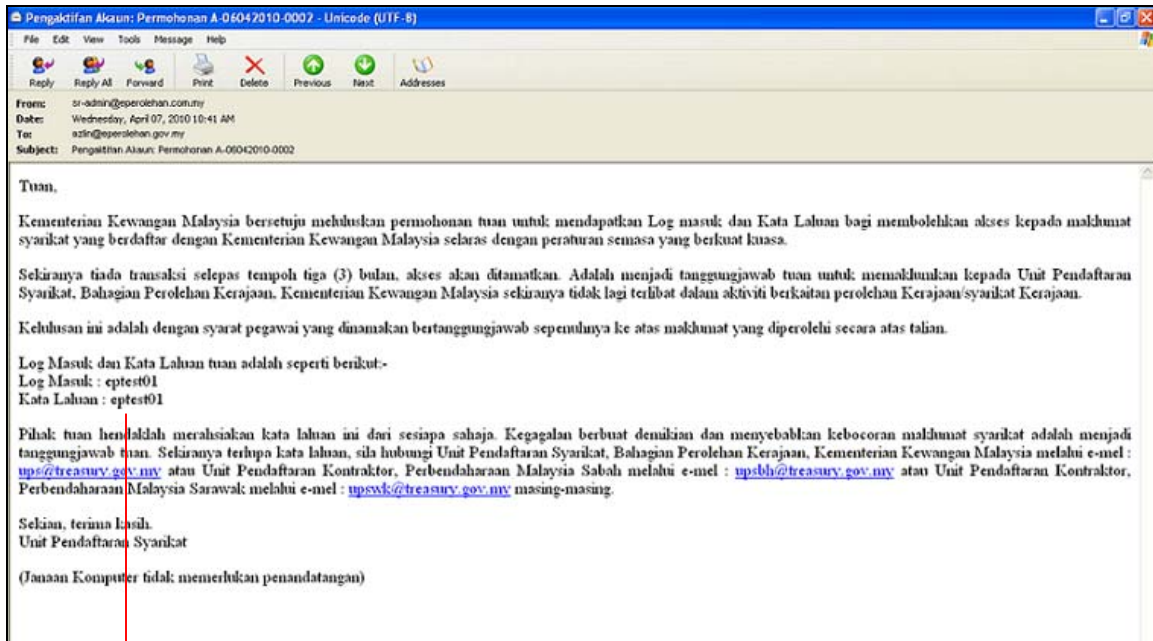 Pengaktifan Akaun: Permohonan A-06042010-0002 - Unicode (UTF-8)
File Edit View Tools Message Help
Reply Reply All Forward Print Delete Previous Next Addresses
From: sr-admin@eperolehan.com.my
Date: Wednesday, April 07, 2010 10:41 AM
To: azlin@eperolehan.gov.my
Subject: Pengaktifan Akaun: Permohonan A-06042010-0002
Tuan,
Kementerian Kewangan Malaysia bersetuju meluluskan permohonan tuan untuk mendapatkan Log masuk dan Kata Laluan bagi membolehkan akses kepada maklumat
syarikat yang berdaftar dengan Kementerian Kewangan Malaysia selaras dengan peraturan semasa yang berkuat kuasa.
Sekiranya tiada transaksi selepas tempoh tiga (3) bulan, akses akan ditamatkan. Adalah menjadi tanggungjawab tuan untuk memaklumkan kepada Unit Pendaftaran
Syarikat, Bahagian Perolehan Kerajaan, Kementerian Kewangan Malaysia sekiranya tidak lagi terlibat dalam aktiviti berkaitan perolehan Kerajaan/syarikat Kerajaan.
Kelulusan ini adalah dengan syarat pegawai yang dinamakan bertanggungjawab sepenuhnya ke atas maklumat yang diperolehi secara atas talian.
Log Masuk dan Kata Laluan tuan adalah seperti berikut:-
Log Masuk : eptest01
Kata Laluan : eptest01
Pihak tuan hendaklah merahsiakan kata laluan ini dari sesiapa sahaja. Kegagalan berbuat demikian dan menyebabkan kebocoran maklumat syarikat adalah menjadi
tanggungjawab tuan. Sekiranya terlupa kata laluan, sila hubungi Unit Pendaftaran Syarikat, Bahagian Perolehan Kerajaan, Kementerian Kewangan Malaysia melalui e-mel :
ups@treasury.gov.my atau Unit Pendaftaran Kontraktor, Perbendaharaan Malaysia Sabah melalui e-mel : upsbh@treasury.gov.my atau Unit Pendaftaran Kontraktor,
Perbendaharaan Malaysia Sarawak melalui e-mel : upswk@treasury.gov.my masing-masing.
Sekian, terima kasih.
Unit Pendaftaran Syarikat
(Janaan Komputer tidak memerlukan penandatangan)